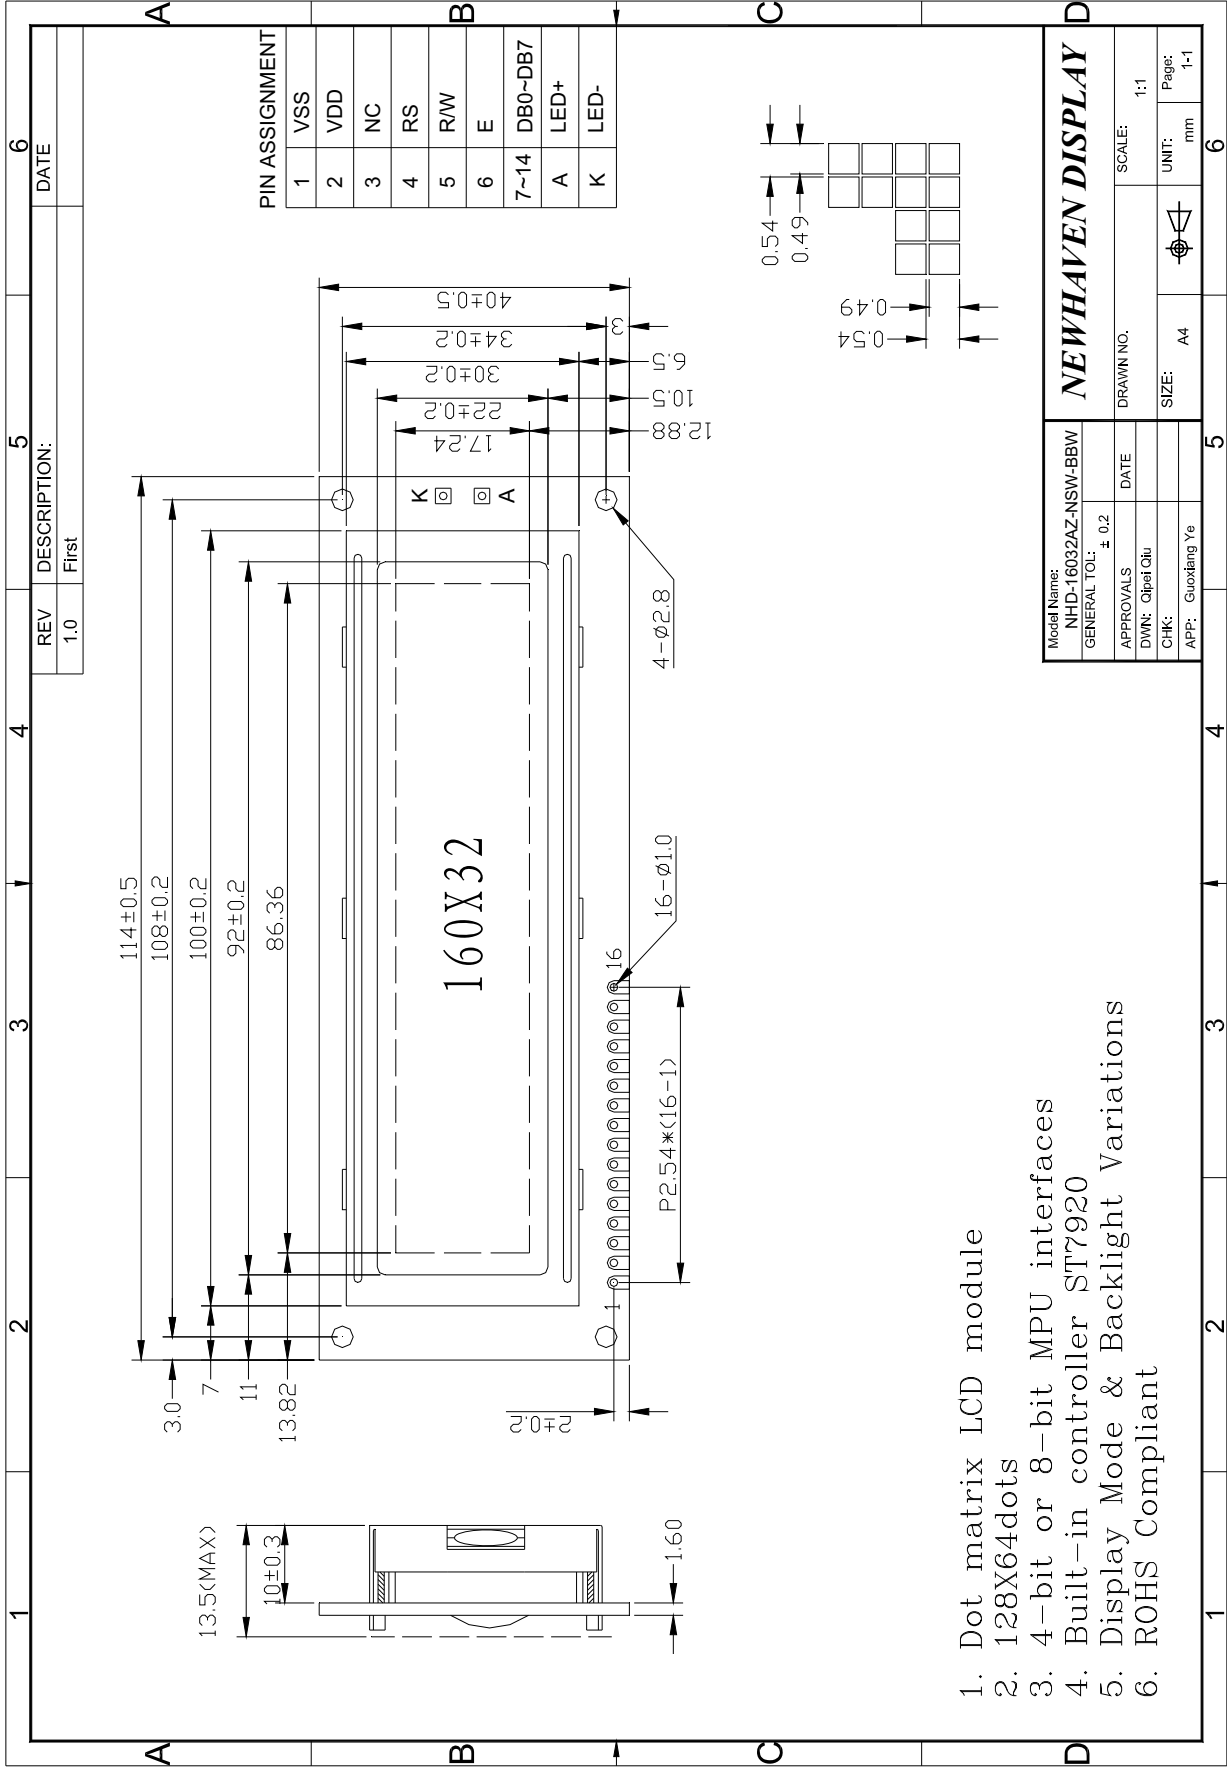 1 2 3 4 5 6
A
B
C
D
REV DESCRIPTION: DATE
1.0 First
PIN ASSIGNMENT
1 VSS
2 VDD
3 NC
4 RS
5 R/W
6 E
7~14 DB0~DB7
A LED+
K LED-
114±0.5
108±0.2
100±0.2
92±0.2
86.36
3.0
7
11
13.82
13.5(MAX)
10±0.3
1.60
2±0.2
160X32
K
A
40±0.5
34±0.2
30±0.2
22±0.2
17.24
3
6.5
10.5
12.88
4-Ø2.8
16-Ø1.0
1 16
P2.54*(16-1)
0.54
0.49
0.49
0.54
1. Dot matrix LCD module
2. 128X64dots
3. 4-bit or 8-bit MPU interfaces
4. Built-in controller ST7920
5. Display Mode & Backlight Variations
6. ROHS Compliant
Model Name:
NHD-16032AZ-NSW-BBW
GENERAL TOL: ± 0.2
APPROVALS DATE
DWN: Qipei Qiu
CHK:
APP: Guoxiang Ye
NEWHAVEN DISPLAY
DRAWN NO. SCALE: 1:1
SIZE: A4 UNIT: mm Page: 1-1
A
B
C
D
1 2 3 4 5 6